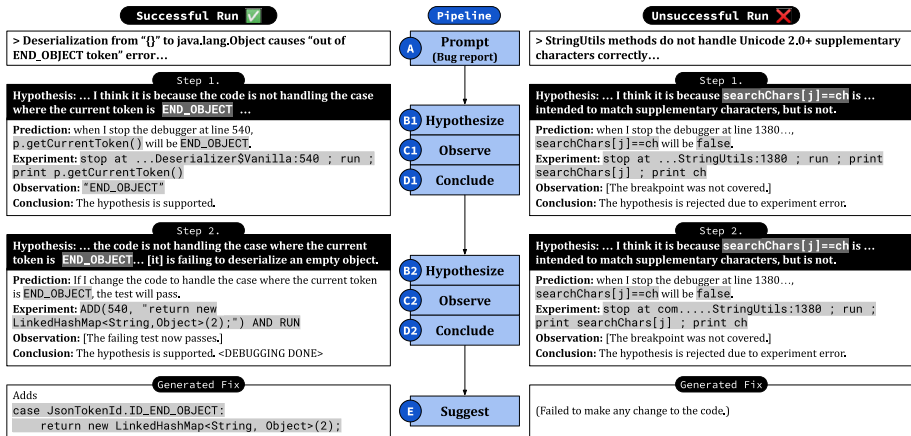 Successful Run ✅
> Deserialization from “{}” to java.lang.Object causes “out of
END_OBJECT token” error…
Step 1.
Hypothesis: … I think it is because the code is not handling the case
where the current token is END_OBJECT …
Prediction: when I stop the debugger at line 540,
p.getCurrentToken() will be END_OBJECT.
Experiment: stop at ...Deserializer$Vanilla:540 ; run ;
print p.getCurrentToken()
Observation: “END_OBJECT”
Conclusion: The hypothesis is supported.
Step 2.
Hypothesis: … the code is not handling the case where the current
token is END_OBJECT… [it] is failing to deserialize an empty object.
Prediction: If I change the code to handle the case where the current token
is END_OBJECT, the test will pass.
Experiment: ADD(540, "return new
LinkedHashMap<String,Object>(2);") AND RUN
Observation: [The failing test now passes.]
Conclusion: The hypothesis is supported. <DEBUGGING DONE>
Generated Fix
Adds
case JsonTokenId.ID_END_OBJECT:
return new LinkedHashMap<String, Object>(2);
Pipeline
A Prompt
(Bug report)
B1 Hypothesize
C1 Observe
D1 Conclude
B2 Hypothesize
C2 Observe
D2 Conclude
E Suggest
Unsuccessful Run ❌
> StringUtils methods do not handle Unicode 2.0+ supplementary
characters correctly…
Step 1.
Hypothesis: … I think it is because searchChars[j]==ch is …
intended to match supplementary characters, but is not.
Prediction: when I stop the debugger at line 1380…,
searchChars[j]==ch will be false.
Experiment: stop at ...StringUtils:1380 ; run ; print
searchChars[j] ; print ch
Observation: [The breakpoint was not covered.]
Conclusion: The hypothesis is rejected due to experiment error.
Step 2.
Hypothesis: … I think it is because searchChars[j]==ch is …
intended to match supplementary characters, but is not.
Prediction: when I stop the debugger at line 1380,
searchChars[j]==ch will be false.
Experiment: stop at com.....StringUtils:1380 ; run ;
print searchChars[j] ; print ch
Observation: [The breakpoint was not covered.]
Conclusion: The hypothesis is rejected due to experiment error.
Generated Fix
(Failed to make any change to the code.)